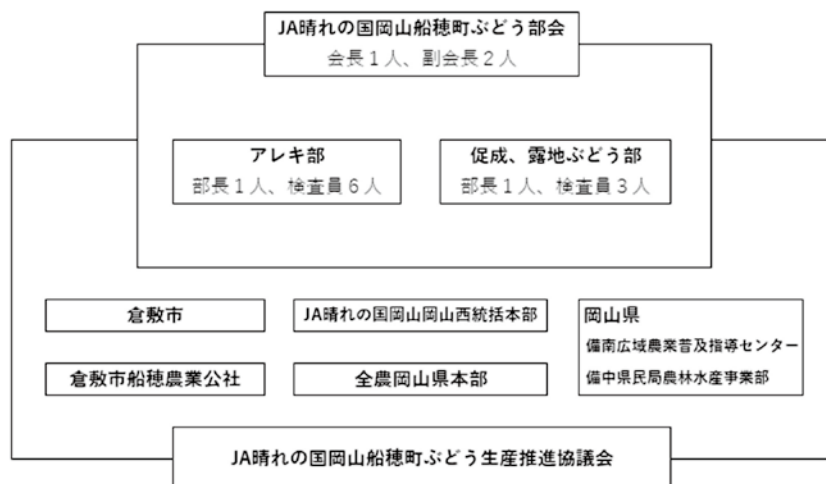 JA晴れの国岡山船穂町ぶどう部会
会長1人、副会長2人
アレキ部
部長1人、検査員6人
促成、露地ぶどう部
部長1人、検査員3人
倉敷市
JA晴れの国岡山岡山西統括本部
岡山県
備南広域農業普及指導センター
備中県民局農林水産事業部
倉敷市船穂農業公社
全農岡山県本部
JA晴れの国岡山船穂町ぶどう生産推進協議会